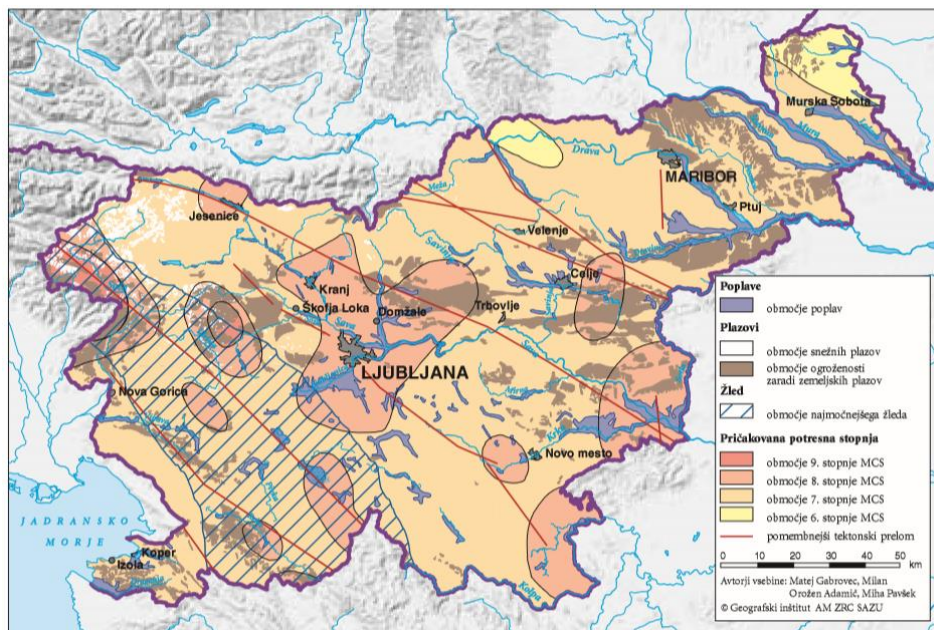 Murska Sobota
Mura
Drava
MARIBOR
Ptuj
Meža
Jesenice
Velenje
Savinja
Celje
Kranj
Škofja Loka
Domžale
Trbovlje
Sava
Sava
LJUBLJANA
Nova Gorica
Krka
Novo mesto
JADRANSKO
MORJE
Koper
Izola
Kolpa
Poplave
območje poplav
Plazovi
območje snežnih plazov
območje ogroženosti
zaradi zemeljskih plazov
Žled
območje najmočnejšega žleda
Pričakovana potresna stopnja
območje 9. stopnje MCS
območje 8. stopnje MCS
območje 7. stopnje MCS
območje 6. stopnje MCS
pomembnejši tektonski prelom
0 10 20 30 40 50
km
Avtorji vsebine: Matej Gabrovec, Milan
Orožen Adamič, Miha Pavšek
© Geografski inštitut AM ZRC SAZU